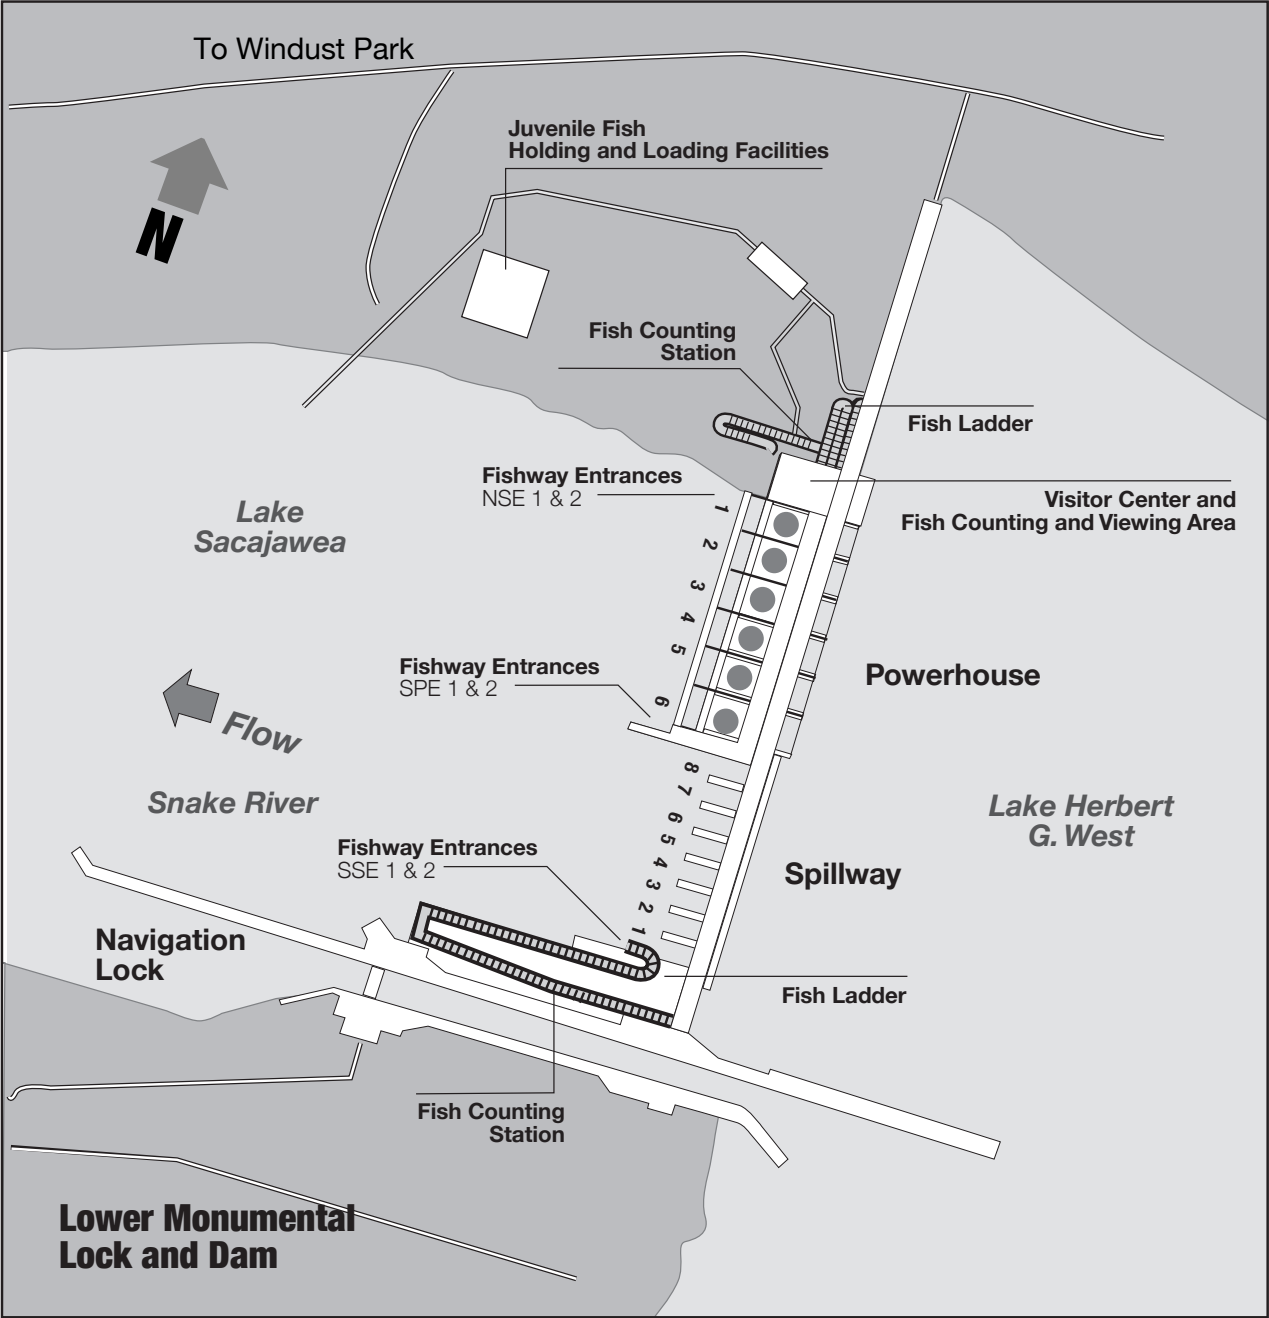 To Windust Park
Juvenile Fish
Holding and Loading Facilities
N
Fish Counting
Station
Fish Ladder
Fishway Entrances
NSE 1 & 2
Visitor Center and
Fish Counting and Viewing Area
Lake
Sacajawea
1
2
3
4
5
6
Fishway Entrances
SPE 1 & 2
Powerhouse
Flow
Snake River
8
7
6
5
4
3
2
1
Lake Herbert
G. West
Fishway Entrances
SSE 1 & 2
Spillway
Navigation
Lock
Fish Ladder
Fish Counting
Station
Lower Monumental
Lock and Dam